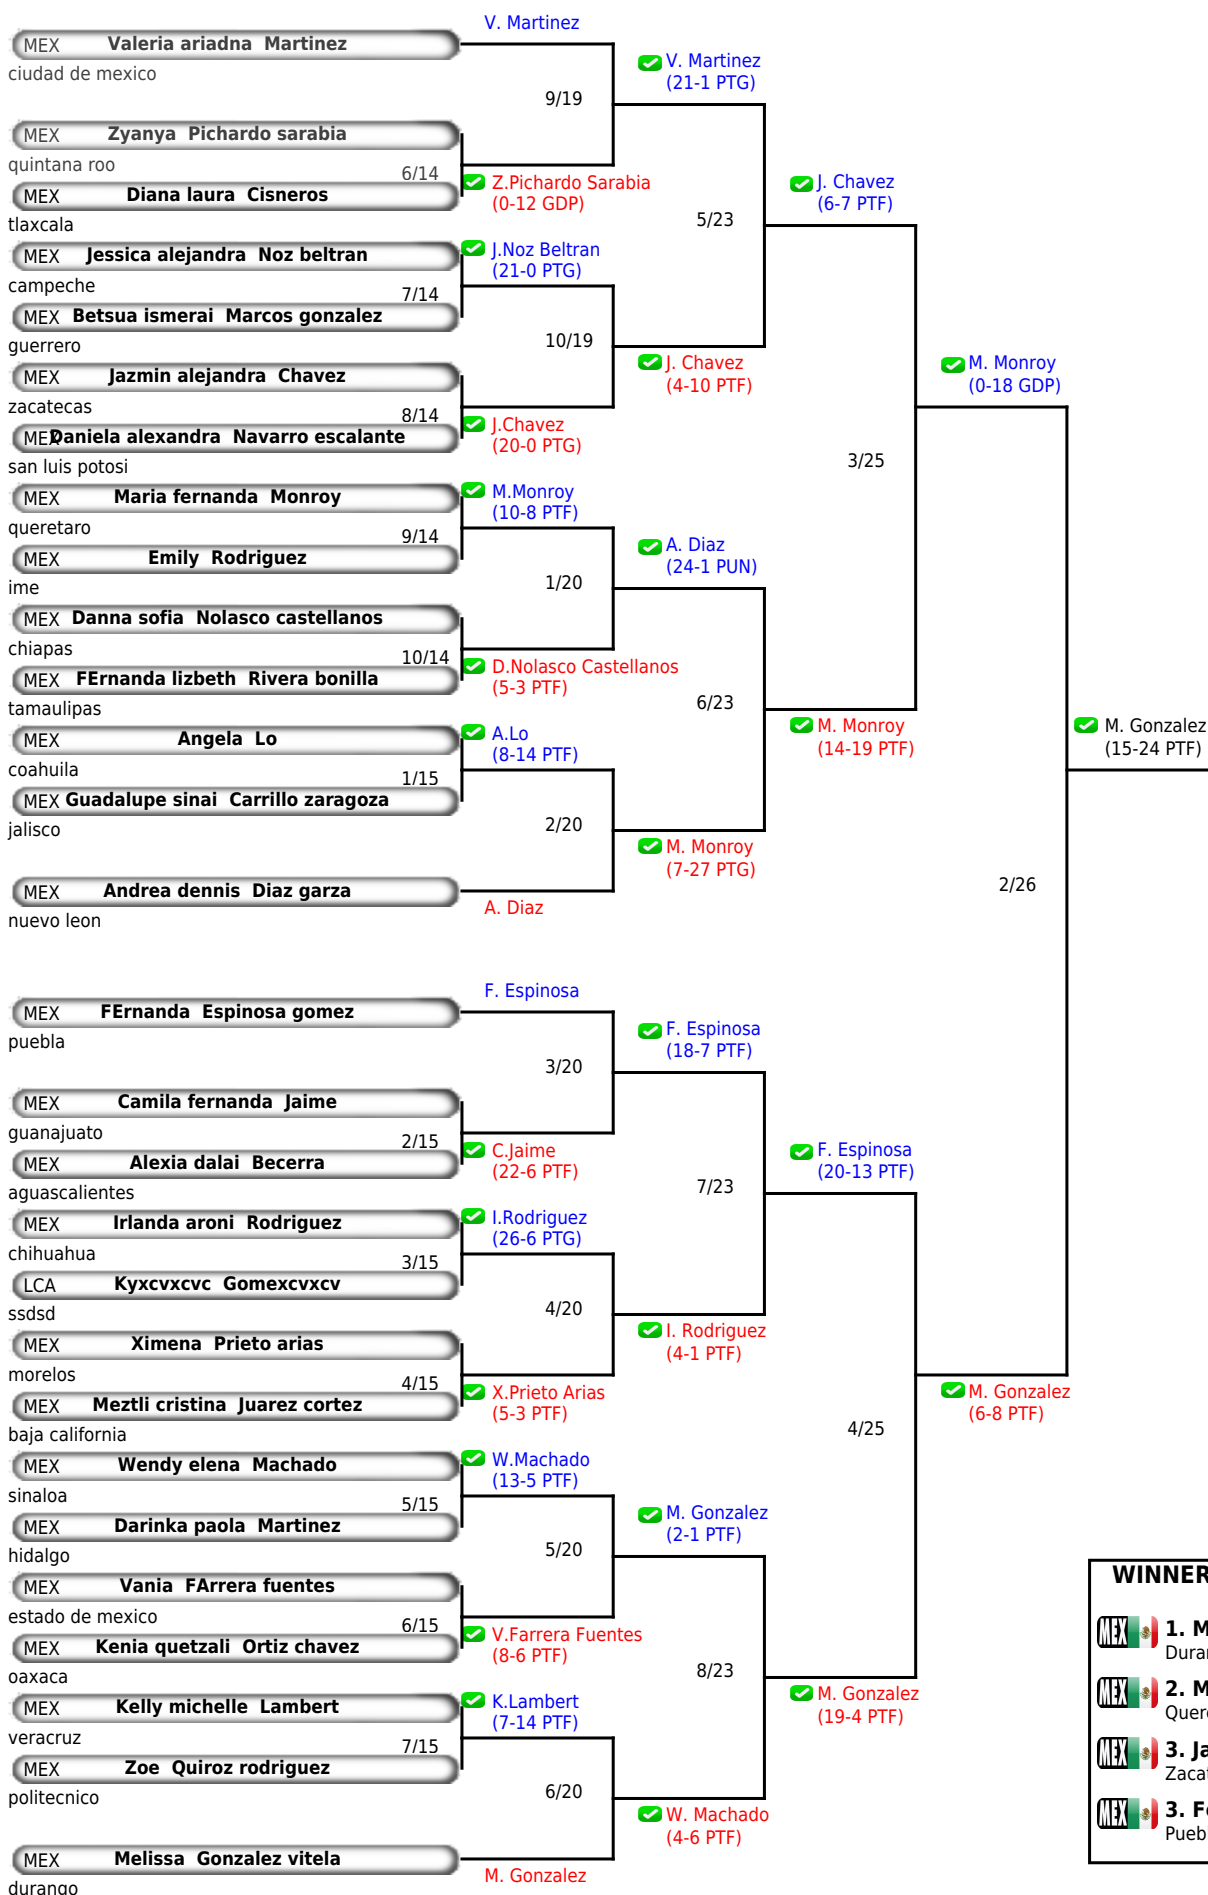 V. Martinez
MEX Valeria ariadna Martinez
ciudad de mexico
V. Martinez
(21-1 PTG)
9/19
MEX Zyanya Pichardo sarabia
quintana roo
6/14
Z.Pichardo Sarabia
(0-12 GDP)
MEX Diana laura Cisneros
tlaxcala
J. Chavez
(6-7 PTF)
5/23
MEX Jessica alejandra Noz beltran
campeche
J.Noz Beltran
(21-0 PTG)
7/14
MEX Betsua ismerai Marcos gonzalez
guerrero
10/19
J. Chavez
(4-10 PTF)
MEX Jazmin alejandra Chavez
zacatecas
8/14
J.Chavez
(20-0 PTG)
MEX Daniela alexandra Navarro escalante
san luis potosi
M. Monroy
(0-18 GDP)
3/25
MEX Maria fernanda Monroy
queretaro
M.Monroy
(10-8 PTF)
9/14
MEX Emily Rodriguez
ime
A. Diaz
(24-1 PUN)
1/20
MEX Danna sofia Nolasco castellanos
chiapas
10/14
D.Nolasco Castellanos
(5-3 PTF)
MEX FErnanda lizbeth Rivera bonilla
tamaulipas
6/23
M. Monroy
(14-19 PTF)
M. Gonzalez
(15-24 PTF)
MEX Angela Lo
coahuila
A.Lo
(8-14 PTF)
1/15
MEX Guadalupe sinai Carrillo zaragoza
jalisco
2/20
M. Monroy
(7-27 PTG)
MEX Andrea dennis Diaz garza
nuevo leon
A. Diaz
2/26
F. Espinosa
MEX FErnanda Espinosa gomez
puebla
F. Espinosa
(18-7 PTF)
3/20
MEX Camila fernanda Jaime
guanajuato
2/15
C.Jaime
(22-6 PTF)
MEX Alexia dalai Becerra
aguascalientes
F. Espinosa
(20-13 PTF)
7/23
MEX Irlanda aroni Rodriguez
chihuahua
I.Rodriguez
(26-6 PTG)
3/15
LCA Kyxcvxcvc Gomexcvxcv
ssdsd
4/20
I. Rodriguez
(4-1 PTF)
MEX Ximena Prieto arias
morelos
4/15
X.Prieto Arias
(5-3 PTF)
MEX Meztli cristina Juarez cortez
baja california
M. Gonzalez
(6-8 PTF)
4/25
MEX Wendy elena Machado
sinaloa
W.Machado
(13-5 PTF)
5/15
MEX Darinka paola Martinez
hidalgo
M. Gonzalez
(2-1 PTF)
5/20
MEX Vania FArrera fuentes
estado de mexico
6/15
V.Farrera Fuentes
(8-6 PTF)
MEX Kenia quetzali Ortiz chavez
oaxaca
8/23
M. Gonzalez
(19-4 PTF)
MEX Kelly michelle Lambert
veracruz
K.Lambert
(7-14 PTF)
7/15
MEX Zoe Quiroz rodriguez
politecnico
6/20
W. Machado
(4-6 PTF)
MEX Melissa Gonzalez vitela
durango
M. Gonzalez
WINNER
MEX 1. M
Duran
MEX 2. M
Quer
MEX 3. Ja
Zacat
MEX 3. F
Pueb